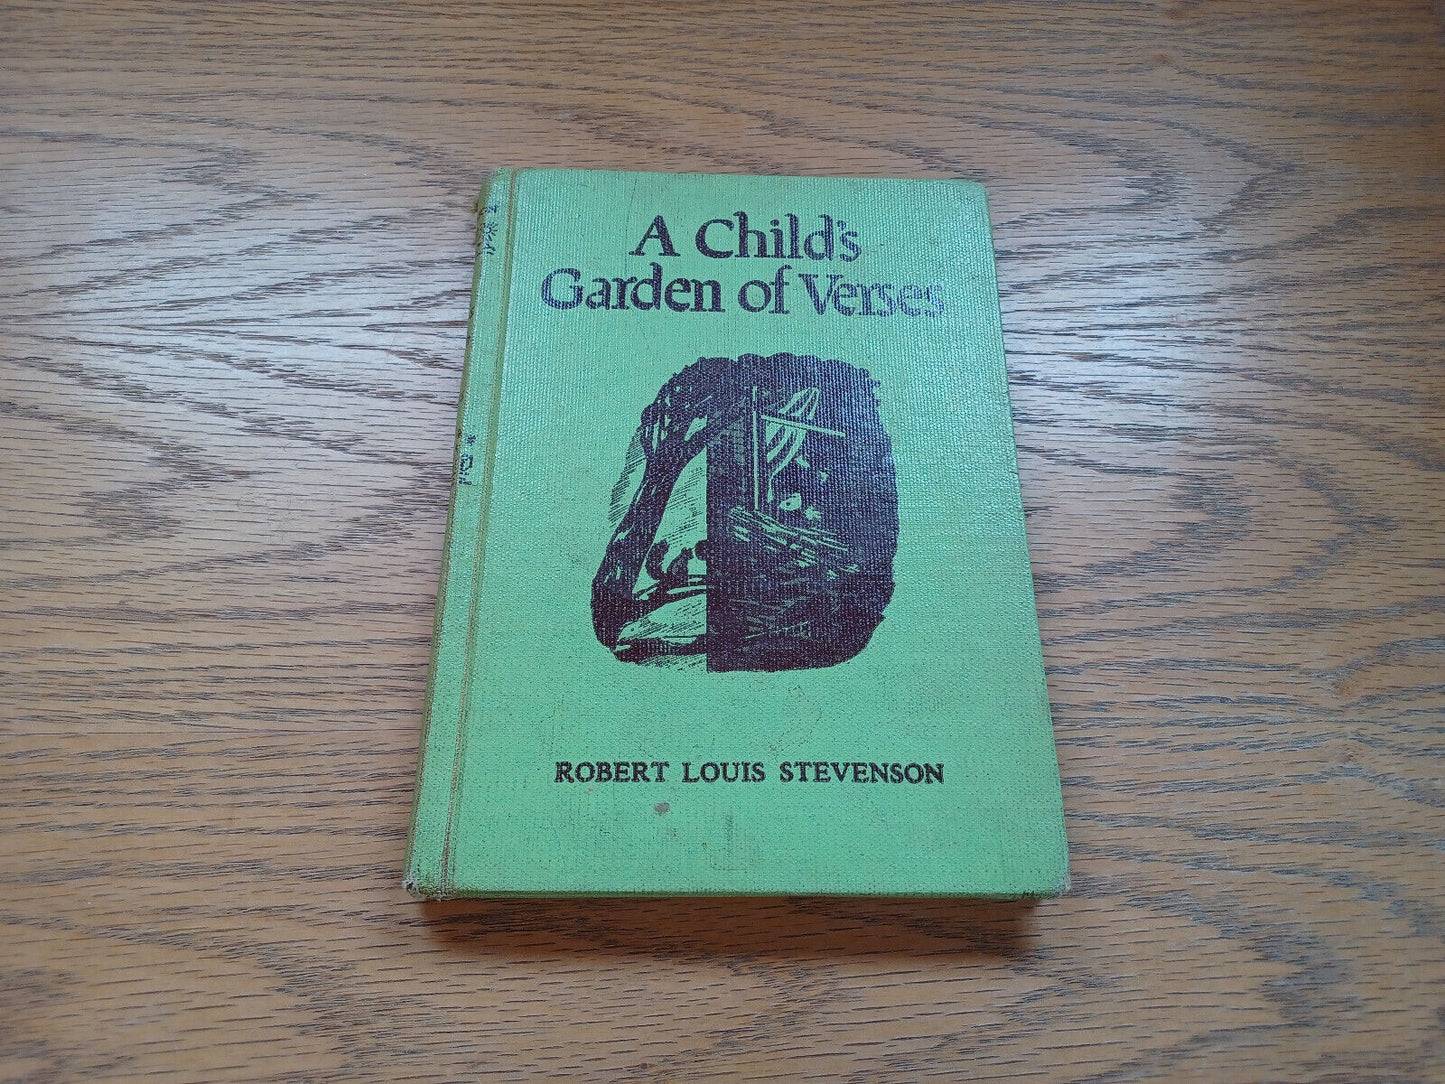 A Child's
Garden of Verses
ROBERT LOUIS STEVENSON